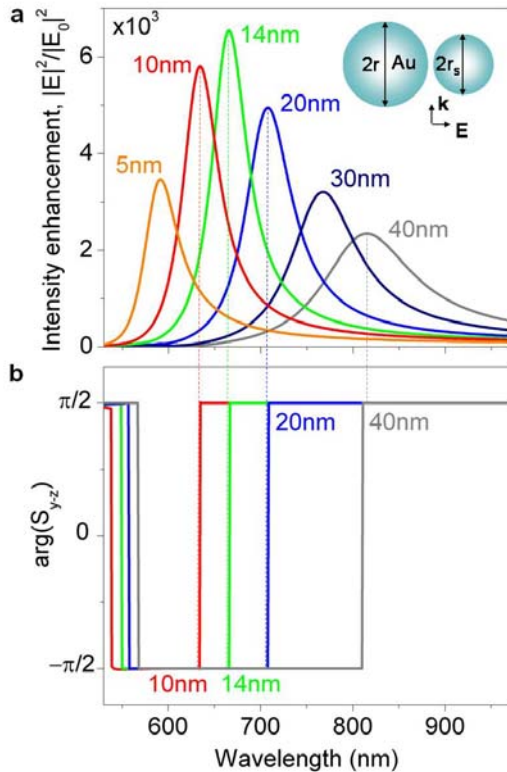 a
×10³
Intensity enhancement, |E|²/|E₀|²
6
4
2
0
5nm
10nm
14nm
20nm
30nm
40nm
2r
Au
2rₛ
k
E
b
arg(S_y-z)
π/2
0
−π/2
10nm
14nm
20nm
40nm
600
700
800
900
Wavelength (nm)